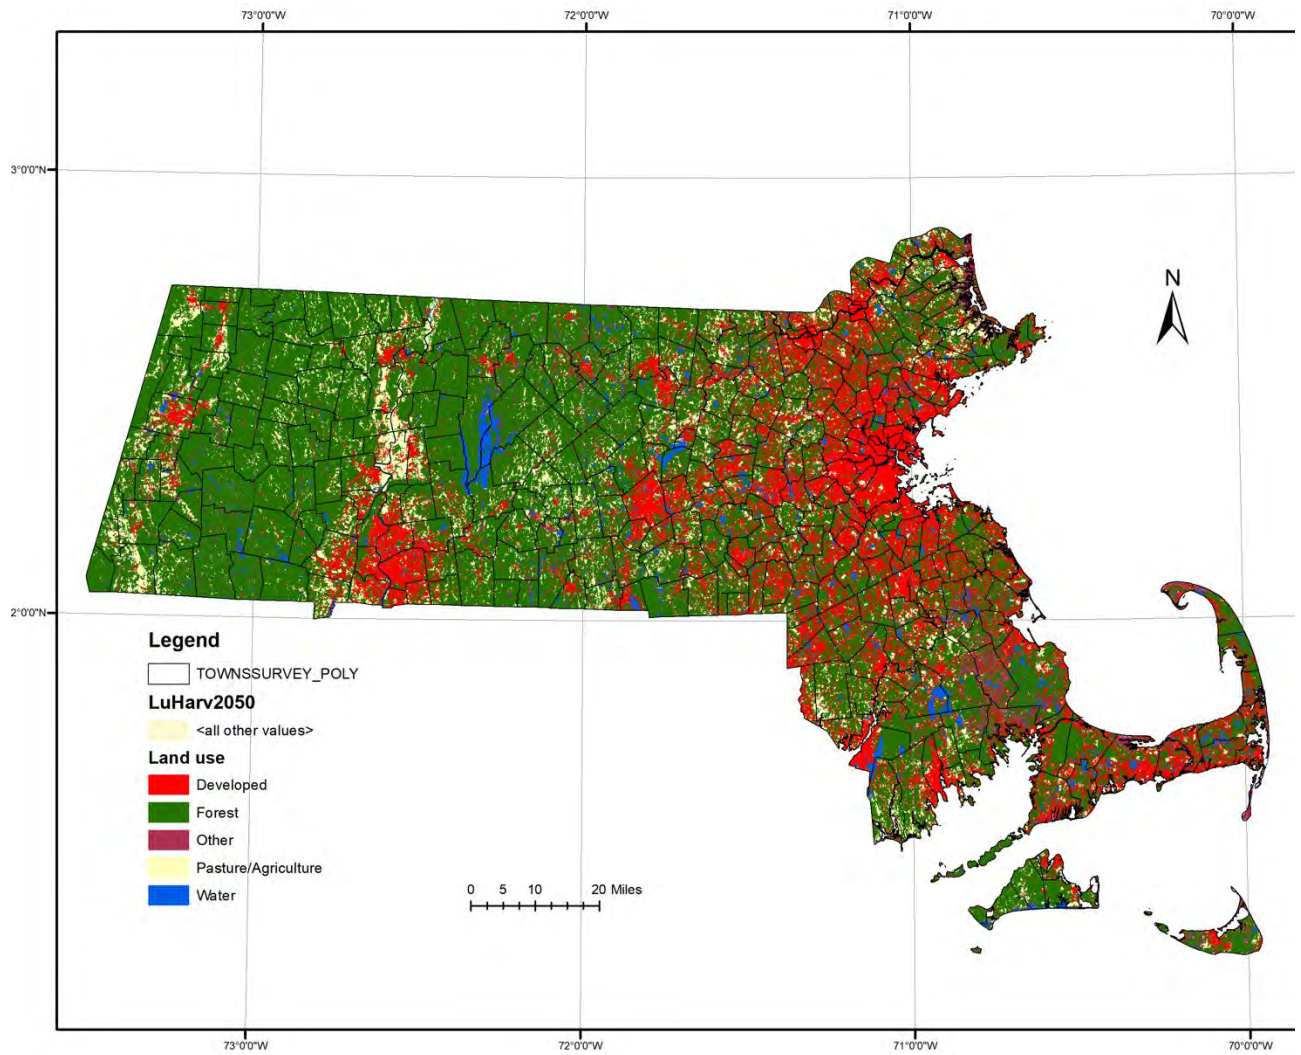 73°0'0"W 72°0'0"W 71°0'0"W 70°0'0"W
3°0'0"N
N
2°0'0"N
Legend
TOWNSSURVEY_POLY
LuHarv2050
<all other values>
Land use
Developed
Forest
Other
Pasture/Agriculture
Water
0 5 10 20 Miles
73°0'0"W 72°0'0"W 71°0'0"W 70°0'0"W